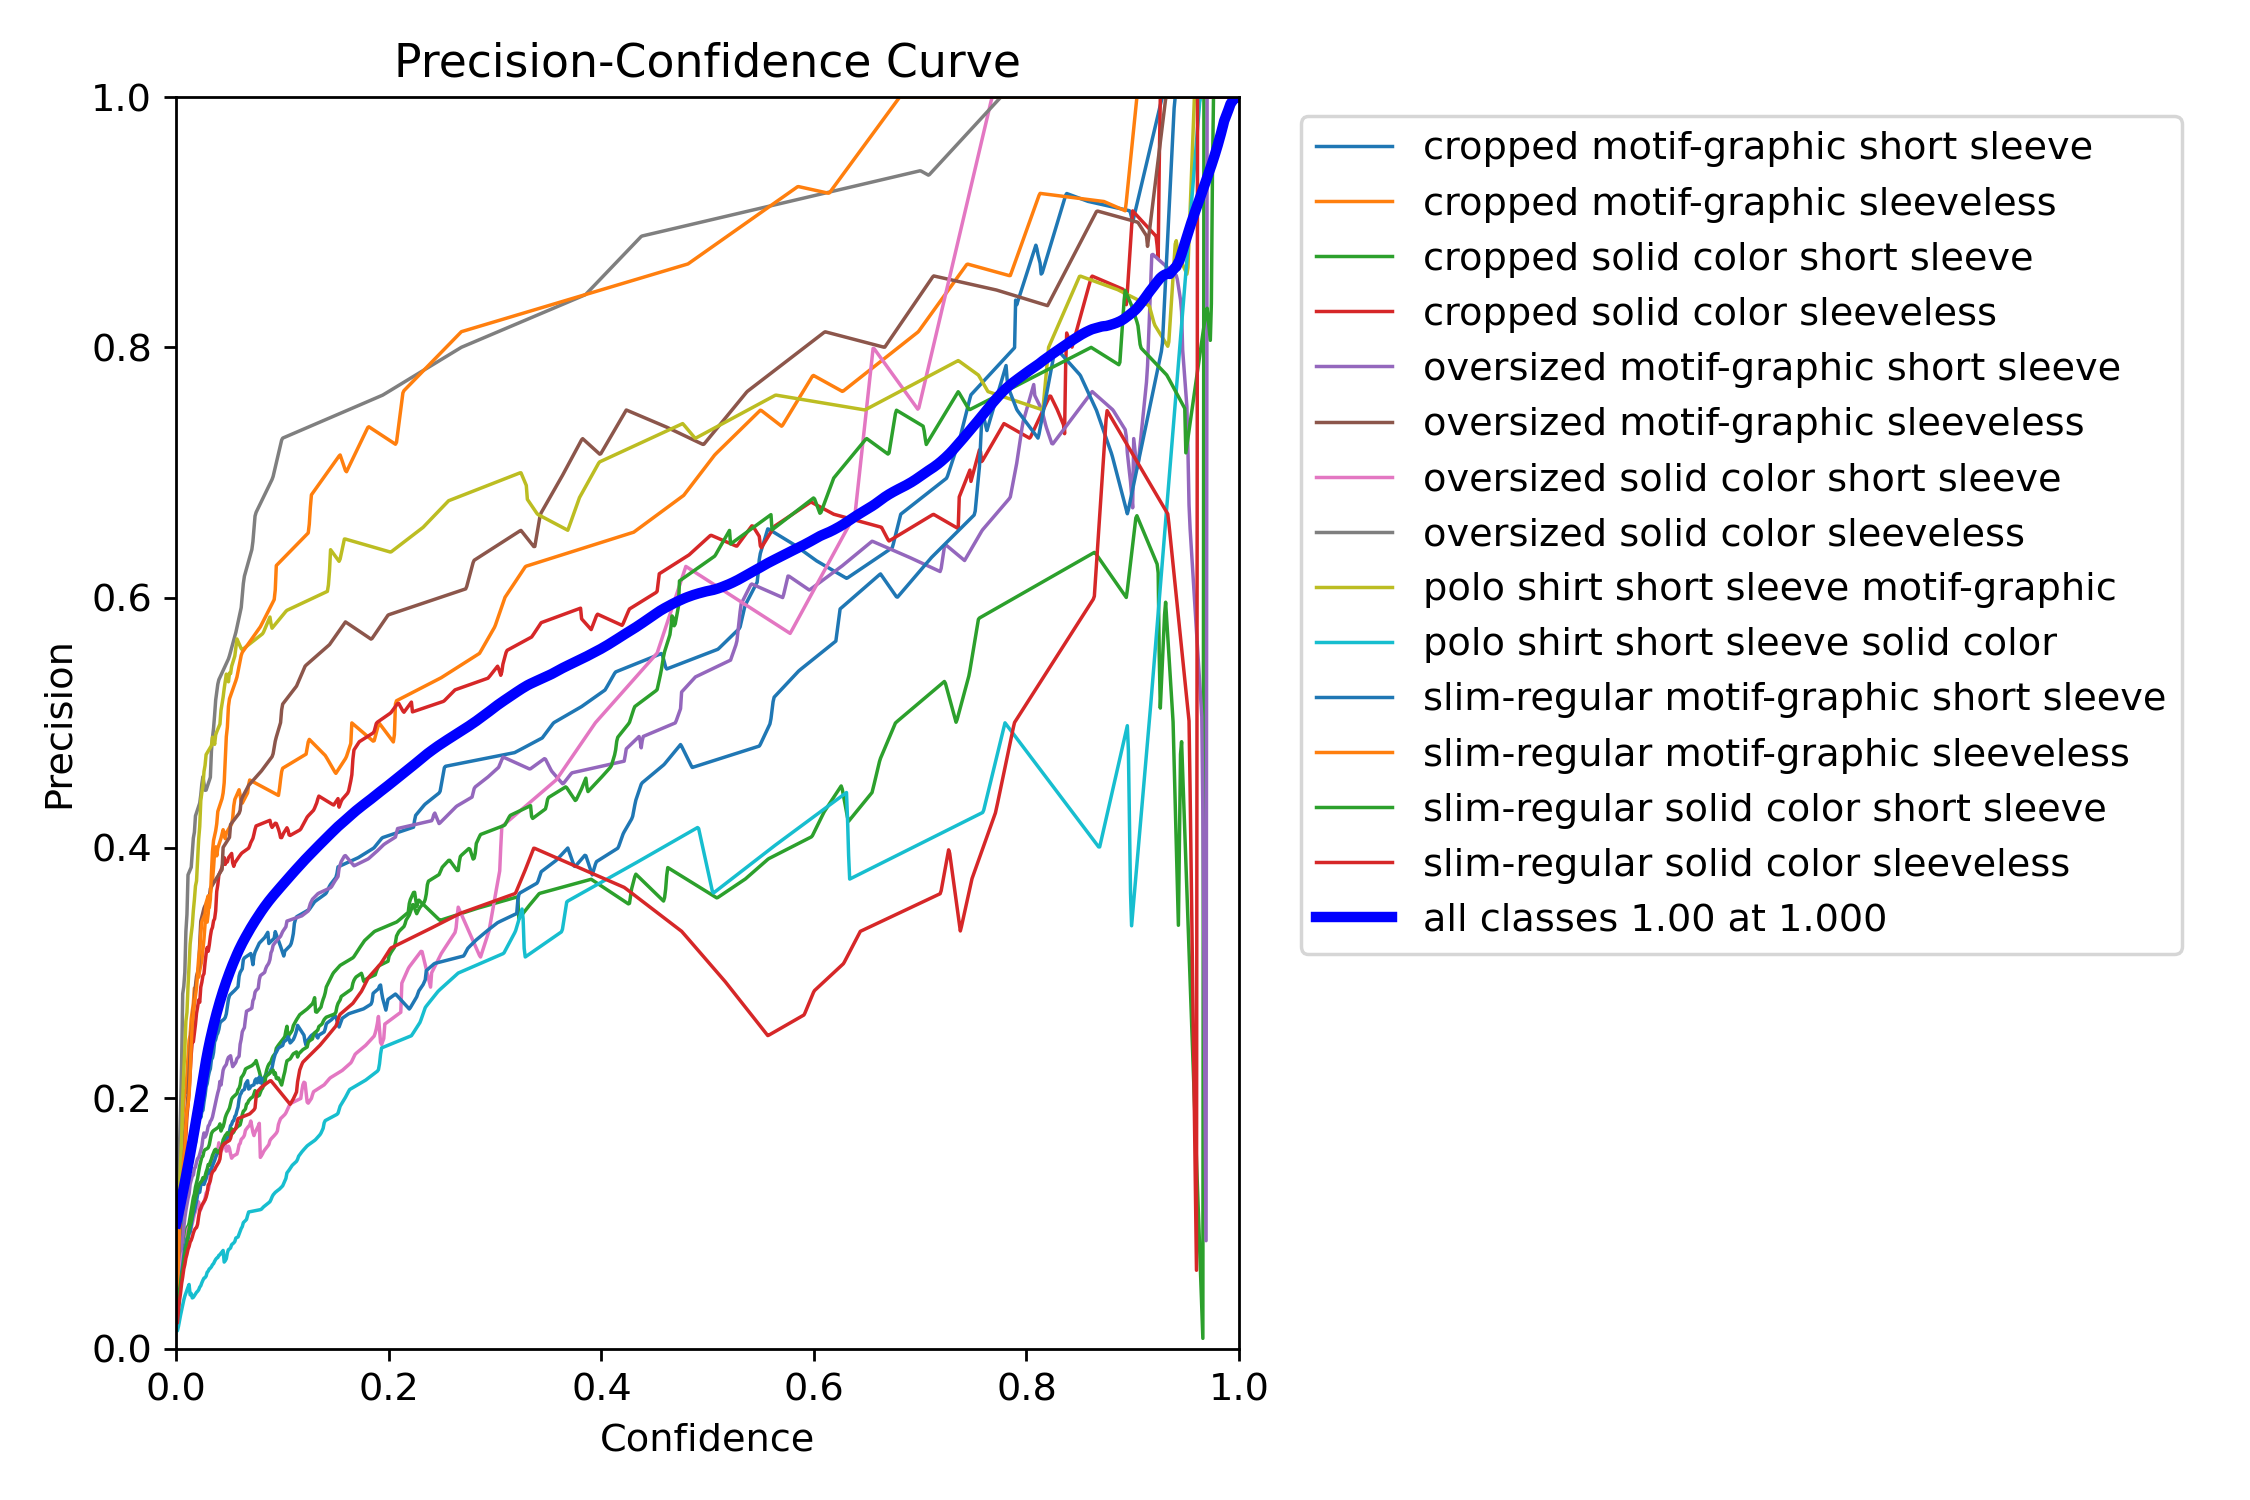 Precision-Confidence Curve
1.0
0.8
0.6
0.4
0.2
0.0
Precision
0.0 0.2 0.4 0.6 0.8 1.0
Confidence
cropped motif-graphic short sleeve
cropped motif-graphic sleeveless
cropped solid color short sleeve
cropped solid color sleeveless
oversized motif-graphic short sleeve
oversized motif-graphic sleeveless
oversized solid color short sleeve
oversized solid color sleeveless
polo shirt short sleeve motif-graphic
polo shirt short sleeve solid color
slim-regular motif-graphic short sleeve
slim-regular motif-graphic sleeveless
slim-regular solid color short sleeve
slim-regular solid color sleeveless
all classes 1.00 at 1.000